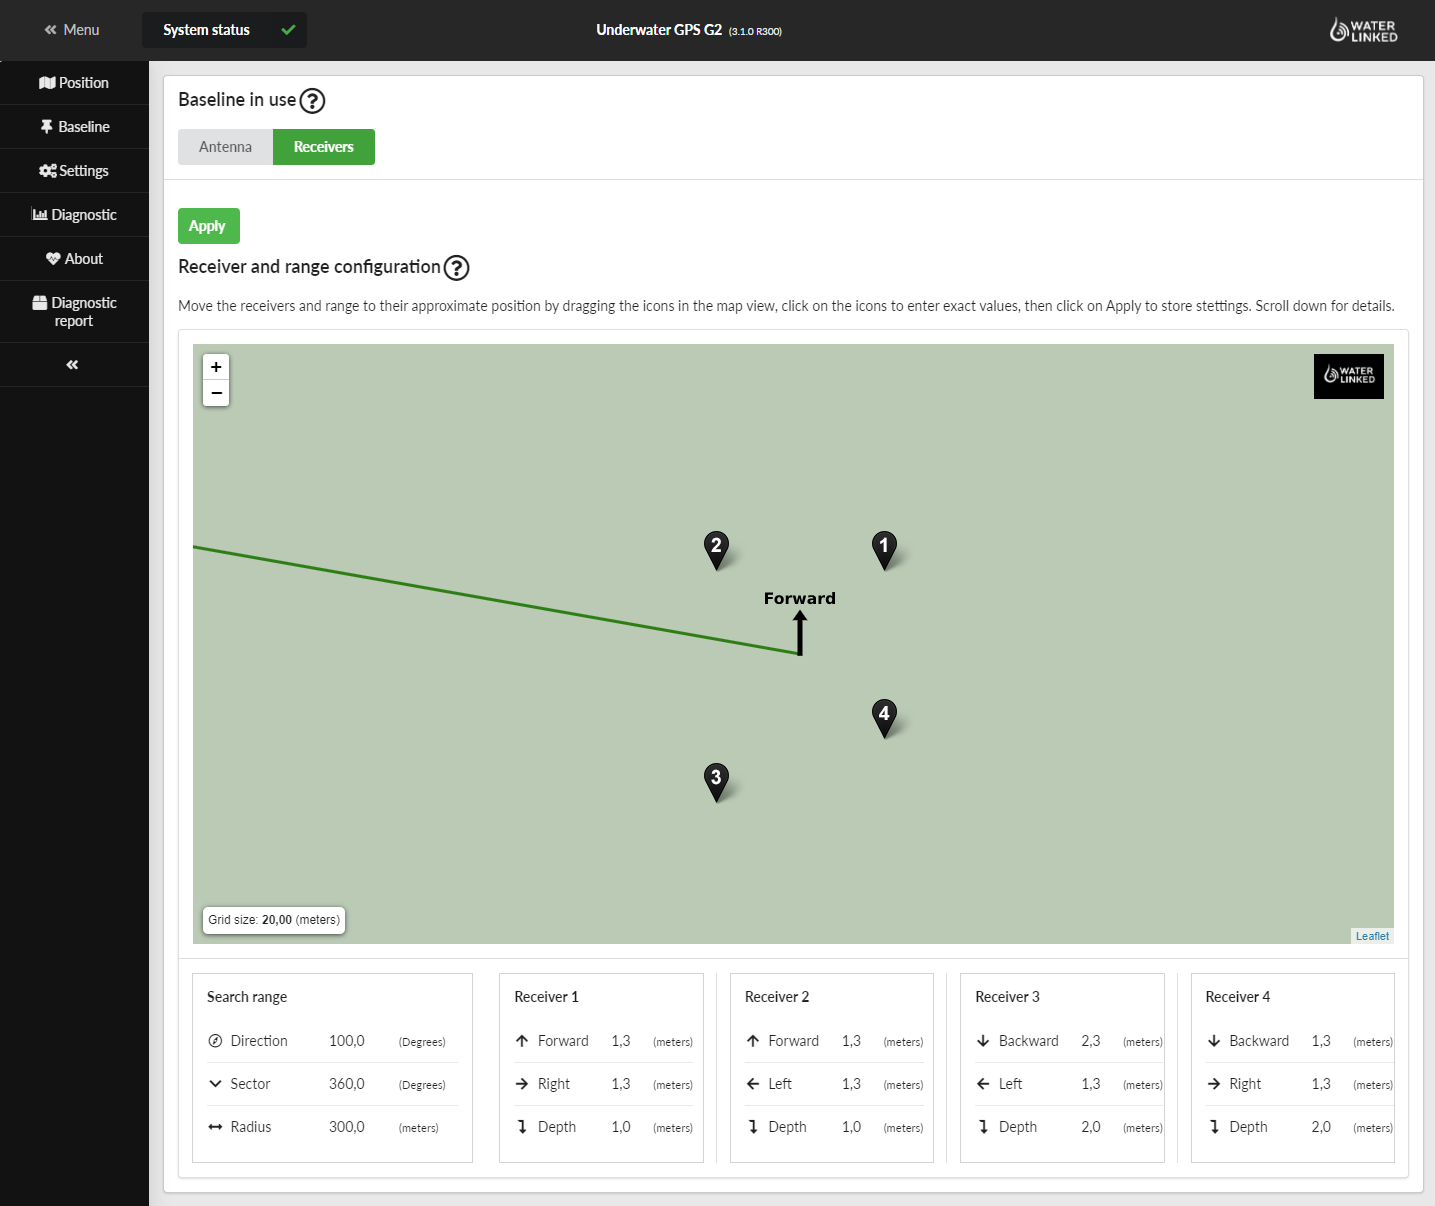 Menu
System status
Underwater GPS G2 (3.1.0 R300)
WATER
LINKED
Position
Baseline
Settings
Diagnostic
About
Diagnostic
report
Baseline in use
Antenna
Receivers
Apply
Receiver and range configuration
Move the receivers and range to their approximate position by dragging the icons in the map view, click on the icons to enter exact values, then click on Apply to store stettings. Scroll down for details.
+
−
WATER
LINKED
2
1
Forward
4
3
Grid size: 20,00 (meters)
Leaflet
Search range
Direction 100,0 (Degrees)
Sector 360,0 (Degrees)
Radius 300,0 (meters)
Receiver 1
Forward 1,3 (meters)
Right 1,3 (meters)
Depth 1,0 (meters)
Receiver 2
Forward 1,3 (meters)
Left 1,3 (meters)
Depth 1,0 (meters)
Receiver 3
Backward 2,3 (meters)
Left 1,3 (meters)
Depth 2,0 (meters)
Receiver 4
Backward 1,3 (meters)
Right 1,3 (meters)
Depth 2,0 (meters)